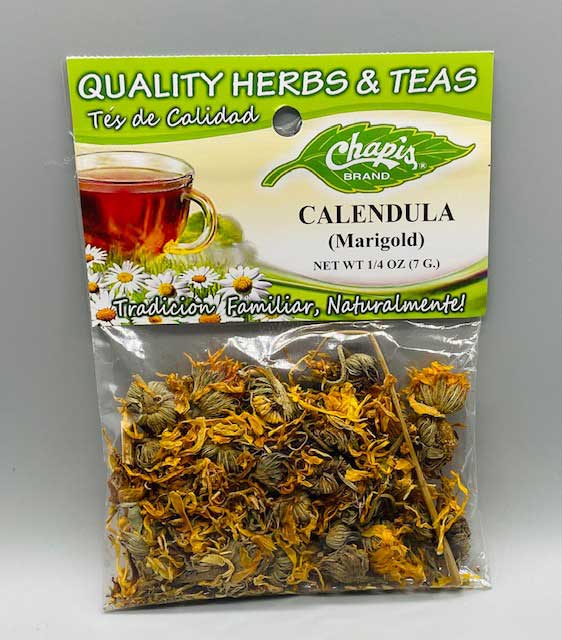 QUALITY HERBS & TEAS
Tés de Calidad
Chapis ®
BRAND
CALENDULA
(Marigold)
NET WT 1/4 OZ (7 G.)
Tradición Familiar, Naturalmente!